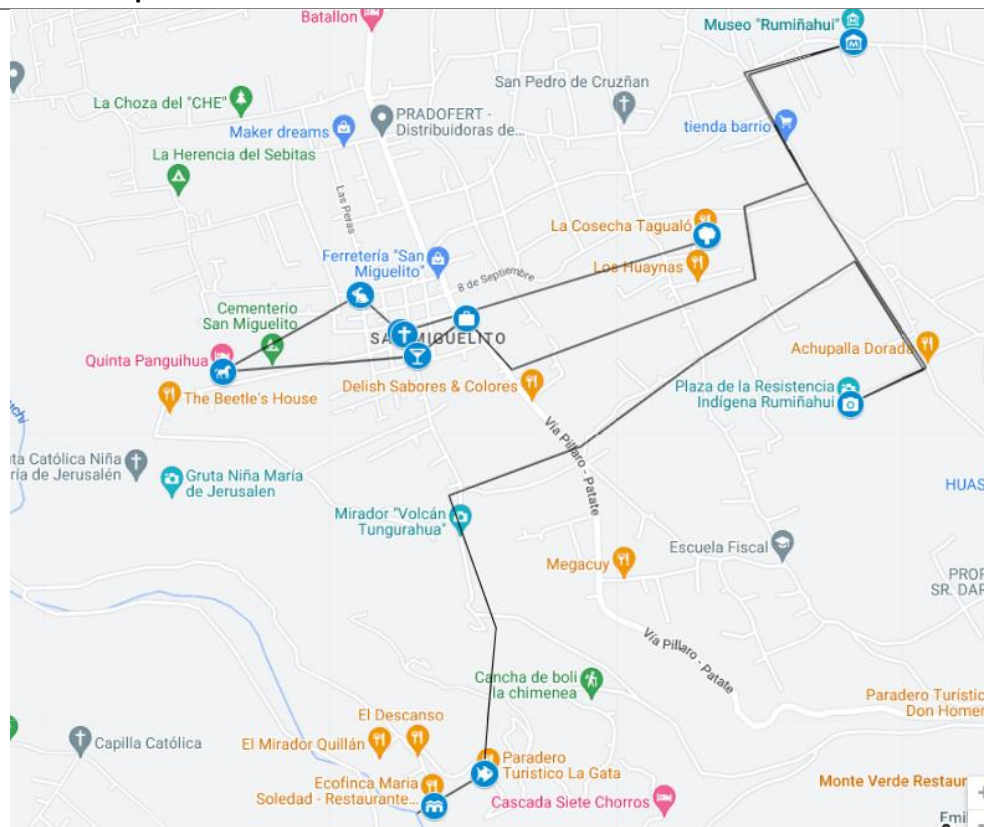 Batallon
Museo "Rumiñahui"
San Pedro de Cruzñan
La Choza del "CHE"
PRADOFERT -
Distribuidoras de...
Maker dreams
tienda barrio
La Herencia del Sebitas
Las Peras
La Cosecha Tagualó
Ferretería "San
Miguelito"
Los Huaynas
8 de Septiembre
Cementerio
San Miguelito
SA MIGUELITO
Quinta Panguihua
Achupalla Dorada
The Beetle's House
Delish Sabores & Colores
Plaza de la Resistencia
Indígena Rumiñahui
uchi
Vía Píllaro - Patate
ta Católica Niña
ría de Jerusalén
Gruta Niña María
de Jerusalen
HUAS
Mirador "Volcán
Tungurahua"
Escuela Fiscal
Megacuy
PROP
SR. DAR
Vía Píllaro - Patate
Cancha de boli
la chimenea
Paradero Turístic
Don Homer
El Descanso
Capilla Católica
El Mirador Quillán
Paradero
Turistico La Gata
Ecofinca Maria
Soledad - Restaurante...
Monte Verde Restaur
Cascada Siete Chorros
Emi